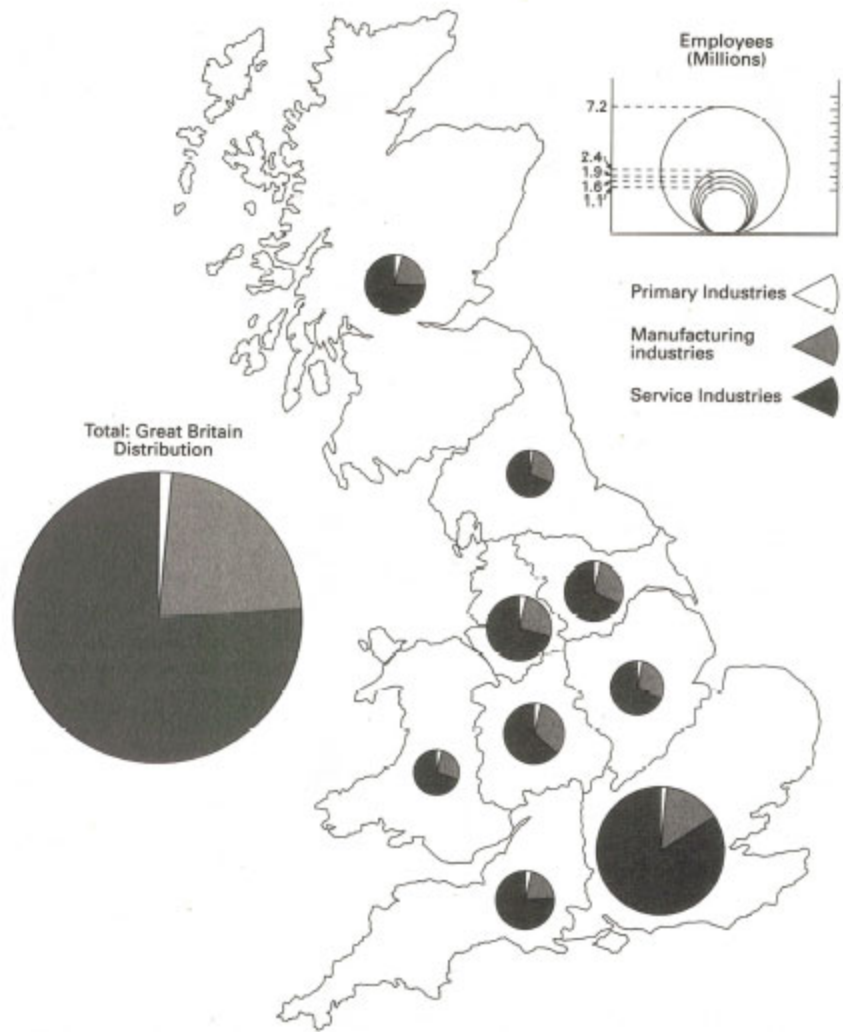 Employees
(Millions)
7.2
2.4
1.9
1.6
1.1
Primary Industries
Manufacturing
industries
Service Industries
Total: Great Britain
Distribution